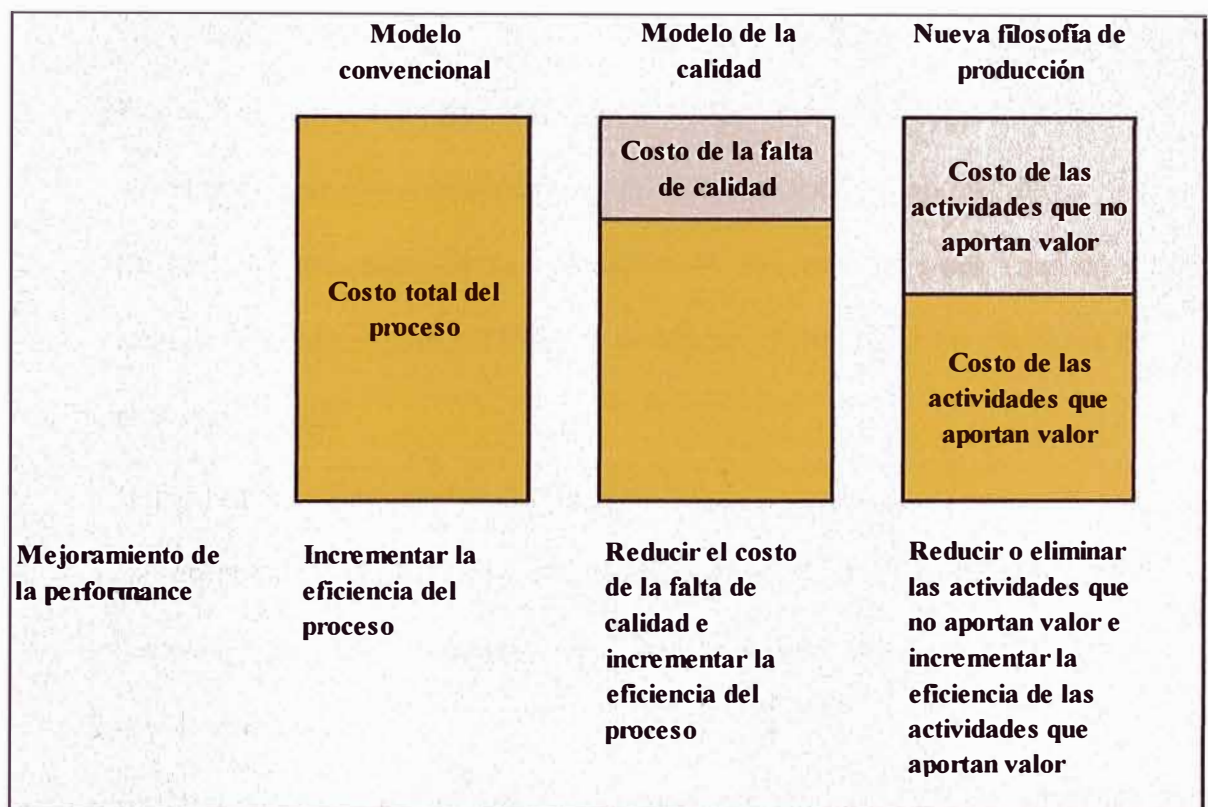 Modelo
convencional
Modelo de la
calidad
Nueva filosofía de
producción
Costo total del
proceso
Costo de la falta
de calidad
Costo de las
actividades que no
aportan valor
Costo de las
actividades que
aportan valor
Mejoramiento de
la performance
Incrementar la
eficiencia del
proceso
Reducir el costo
de la falta de
calidad e
incrementar la
eficiencia del
proceso
Reducir o eliminar
las actividades que
no aportan valor e
incrementar la
eficiencia de las
actividades que
aportan valor